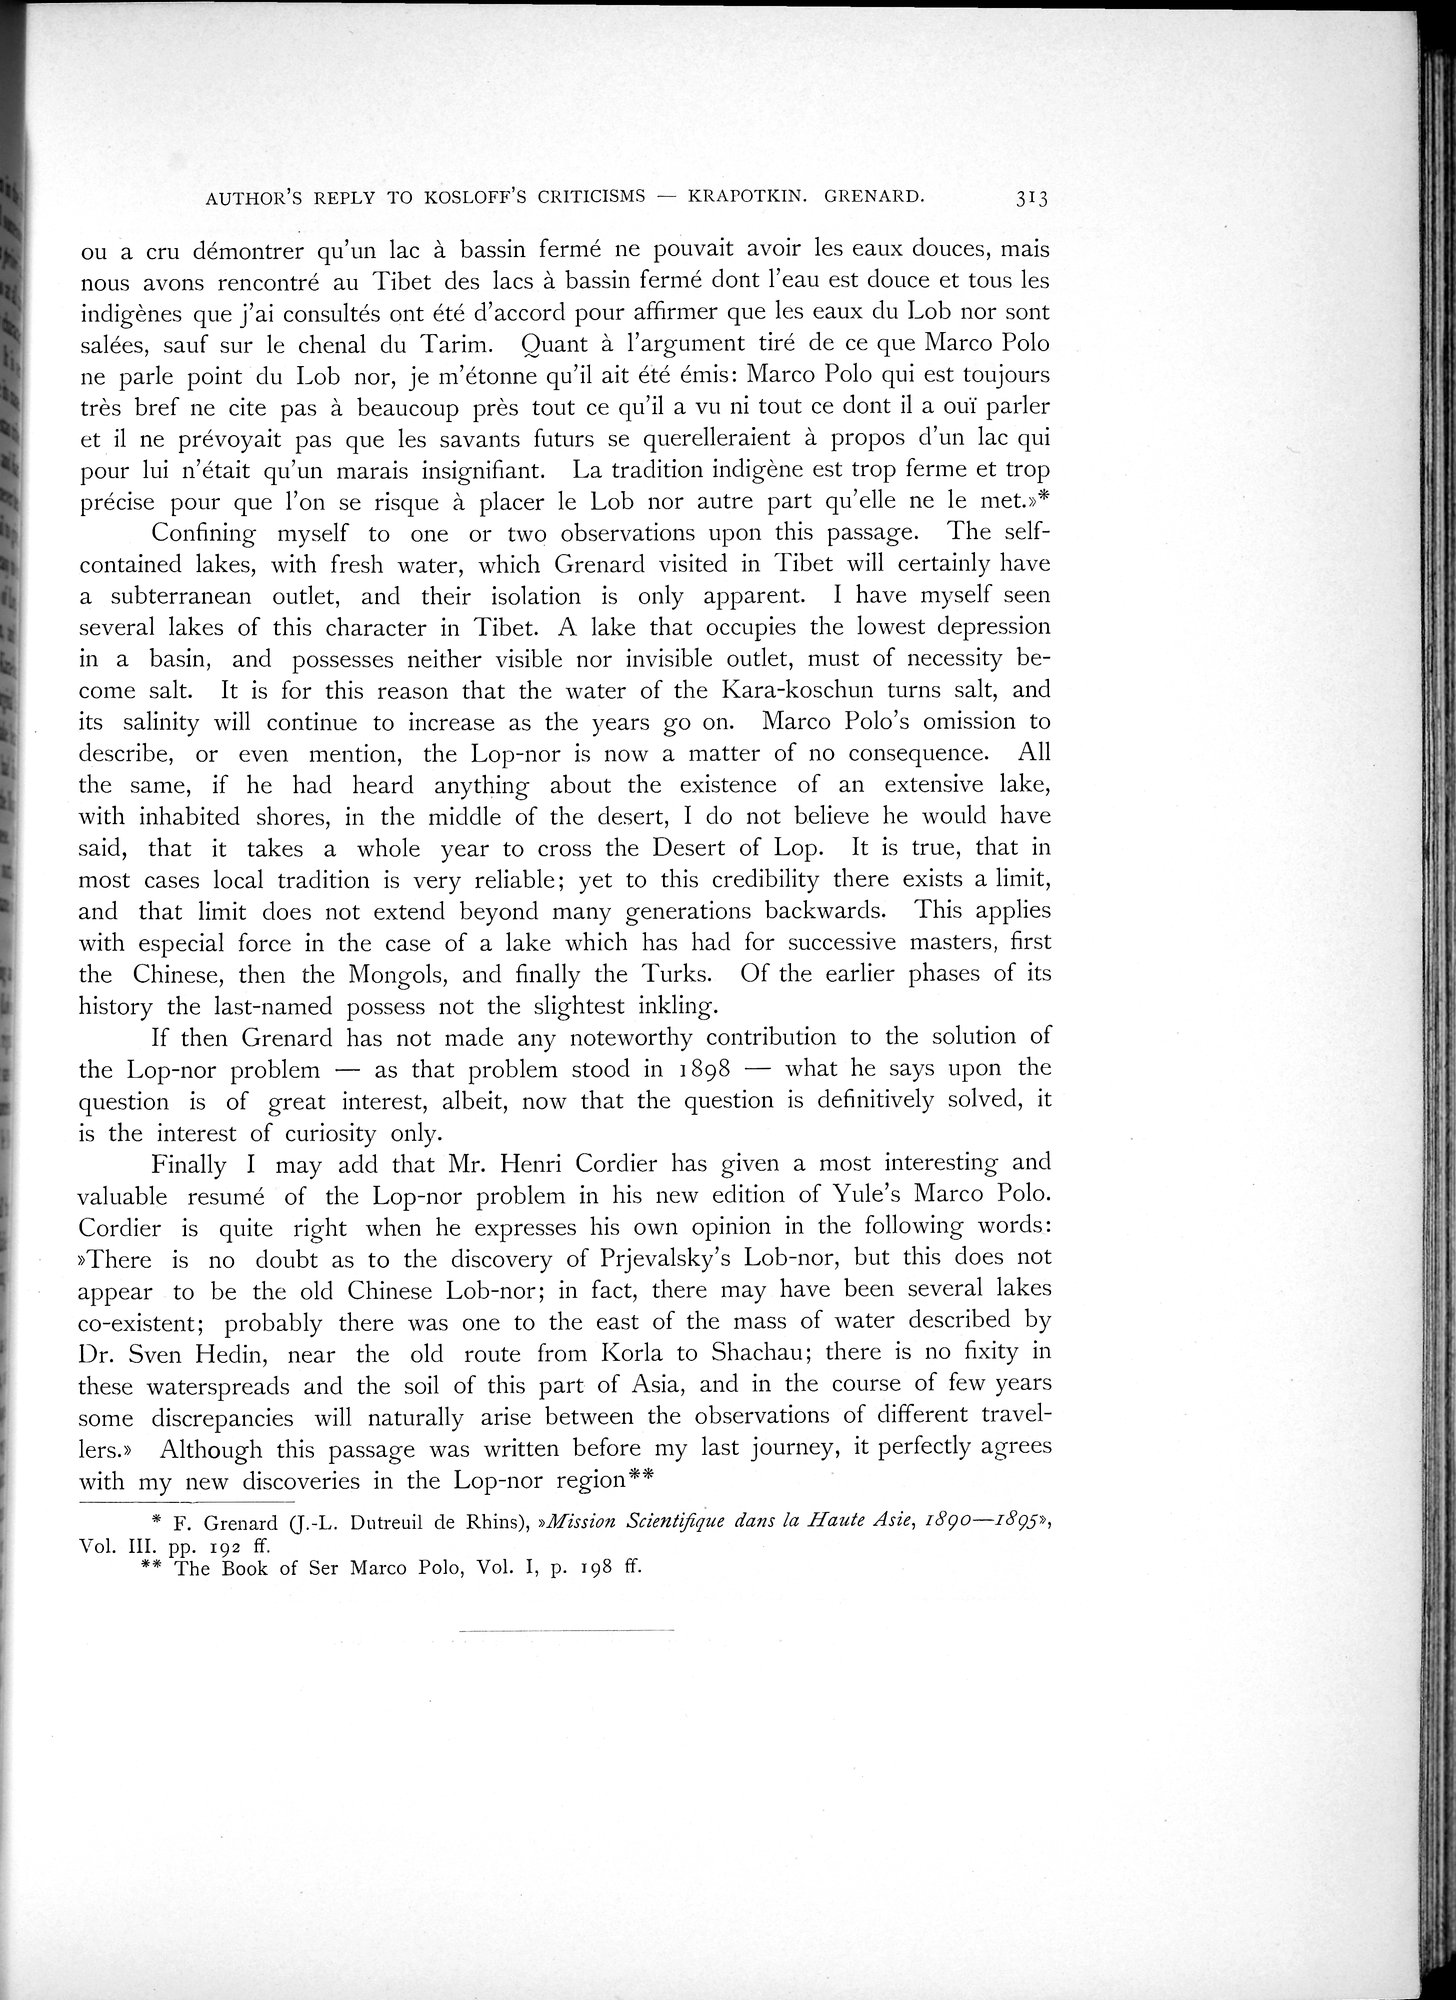 AUTHOR'S REPLY TO KOSLOFF'S CRITICISMS — KRAPOTKIN. GRENARD. 313
ou a cru démontrer qu'un lac à bassin fermé ne pouvait avoir les eaux douces, mais
nous avons rencontré au Tibet des lacs à bassin fermé dont l'eau est douce et tous les
indigènes que j'ai consultés ont été d'accord pour affirmer que les eaux du Lob nor sont
salées, sauf sur le chenal du Tarim. Quant à l'argument tiré de ce que Marco Polo
ne parle point du Lob nor, je m'étonne qu'il ait été émis: Marco Polo qui est toujours
très bref ne cite pas à beaucoup près tout ce qu'il a vu ni tout ce dont il a ouï parler
et il ne prévoyait pas que les savants futurs se querelleraient à propos d'un lac qui
pour lui n'était qu'un marais insignifiant. La tradition indigène est trop ferme et trop
précise pour que l'on se risque à placer le Lob nor autre part qu'elle ne le met.»*
Confining myself to one or two observations upon this passage. The self-
contained lakes, with fresh water, which Grenard visited in Tibet will certainly have
a subterranean outlet, and their isolation is only apparent. I have myself seen
several lakes of this character in Tibet. A lake that occupies the lowest depression
in a basin, and possesses neither visible nor invisible outlet, must of necessity be-
come salt. It is for this reason that the water of the Kara-koschun turns salt, and
its salinity will continue to increase as the years go on. Marco Polo's omission to
describe, or even mention, the Lop-nor is now a matter of no consequence. All
the same, if he had heard anything about the existence of an extensive lake,
with inhabited shores, in the middle of the desert, I do not believe he would have
said, that it takes a whole year to cross the Desert of Lop. It is true, that in
most cases local tradition is very reliable; yet to this credibility there exists a limit,
and that limit does not extend beyond many generations backwards. This applies
with especial force in the case of a lake which has had for successive masters, first
the Chinese, then the Mongols, and finally the Turks. Of the earlier phases of its
history the last-named possess not the slightest inkling.
If then Grenard has not made any noteworthy contribution to the solution of
the Lop-nor problem — as that problem stood in 1898 — what he says upon the
question is of great interest, albeit, now that the question is definitively solved, it
is the interest of curiosity only.
Finally I may add that Mr. Henri Cordier has given a most interesting and
valuable resumé of the Lop-nor problem in his new edition of Yule's Marco Polo.
Cordier is quite right when he expresses his own opinion in the following words:
»There is no doubt as to the discovery of Prjevalsky's Lob-nor, but this does not
appear to be the old Chinese Lob-nor; in fact, there may have been several lakes
co-existent; probably there was one to the east of the mass of water described by
Dr. Sven Hedin, near the old route from Korla to Shachau; there is no fixity in
these waterspreads and the soil of this part of Asia, and in the course of few years
some discrepancies will naturally arise between the observations of different travel-
lers.» Although this passage was written before my last journey, it perfectly agrees
with my new discoveries in the Lop-nor region**
* F. Grenard (J.-L. Dutreuil de Rhins), »Mission Scientifique dans la Haute Asie, 1890—1895»,
Vol. III. pp. 192 ff.
** The Book of Ser Marco Polo, Vol. I, p. 198 ff.